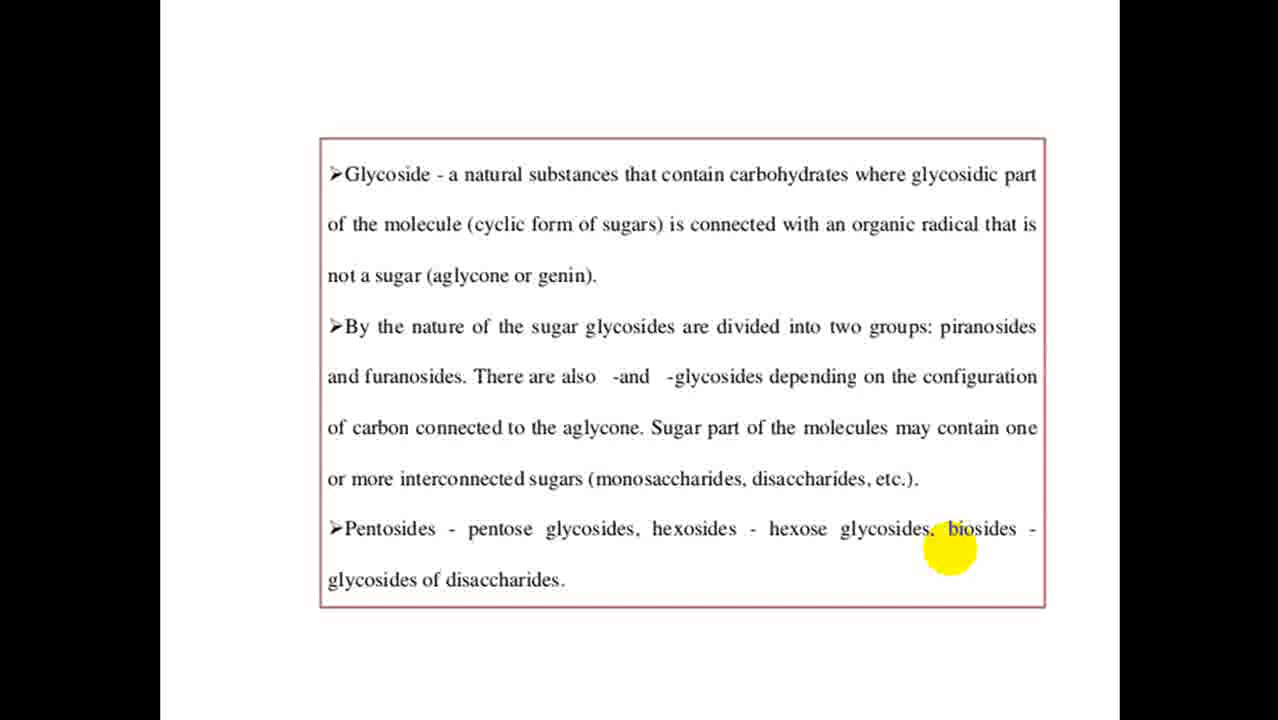 ➢Glycoside - a natural substances that contain carbohydrates where glycosidic part
of the molecule (cyclic form of sugars) is connected with an organic radical that is
not a sugar (aglycone or genin).
➢By the nature of the sugar glycosides are divided into two groups: piranosides
and furanosides. There are also -and -glycosides depending on the configuration
of carbon connected to the aglycone. Sugar part of the molecules may contain one
or more interconnected sugars (monosaccharides, disaccharides, etc.).
➢Pentosides - pentose glycosides, hexosides - hexose glycosides, biosides -
glycosides of disaccharides.